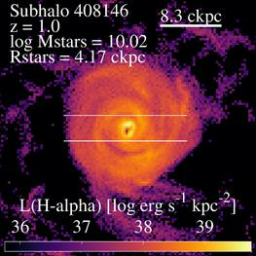 Subhalo 408146
8.3 ckpc
z = 1.0
log Mstars = 10.02
Rstars = 4.17 ckpc
L(H-alpha) [log erg s⁻¹ kpc⁻²]
36 37 38 39